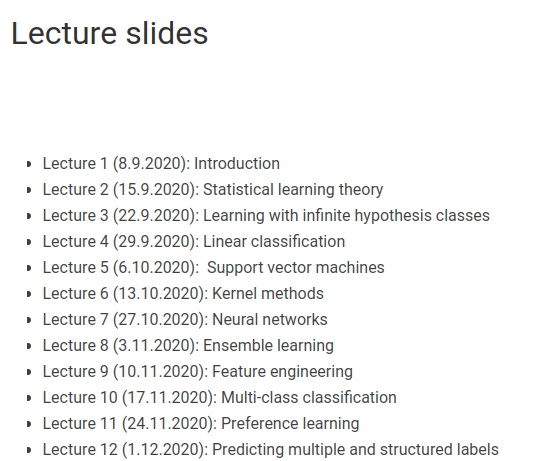 Lecture slides
Lecture 1 (8.9.2020): Introduction
Lecture 2 (15.9.2020): Statistical learning theory
Lecture 3 (22.9.2020): Learning with infinite hypothesis classes
Lecture 4 (29.9.2020): Linear classification
Lecture 5 (6.10.2020):  Support vector machines
Lecture 6 (13.10.2020): Kernel methods
Lecture 7 (27.10.2020): Neural networks
Lecture 8 (3.11.2020): Ensemble learning
Lecture 9 (10.11.2020): Feature engineering
Lecture 10 (17.11.2020): Multi-class classification
Lecture 11 (24.11.2020): Preference learning
Lecture 12 (1.12.2020): Predicting multiple and structured labels